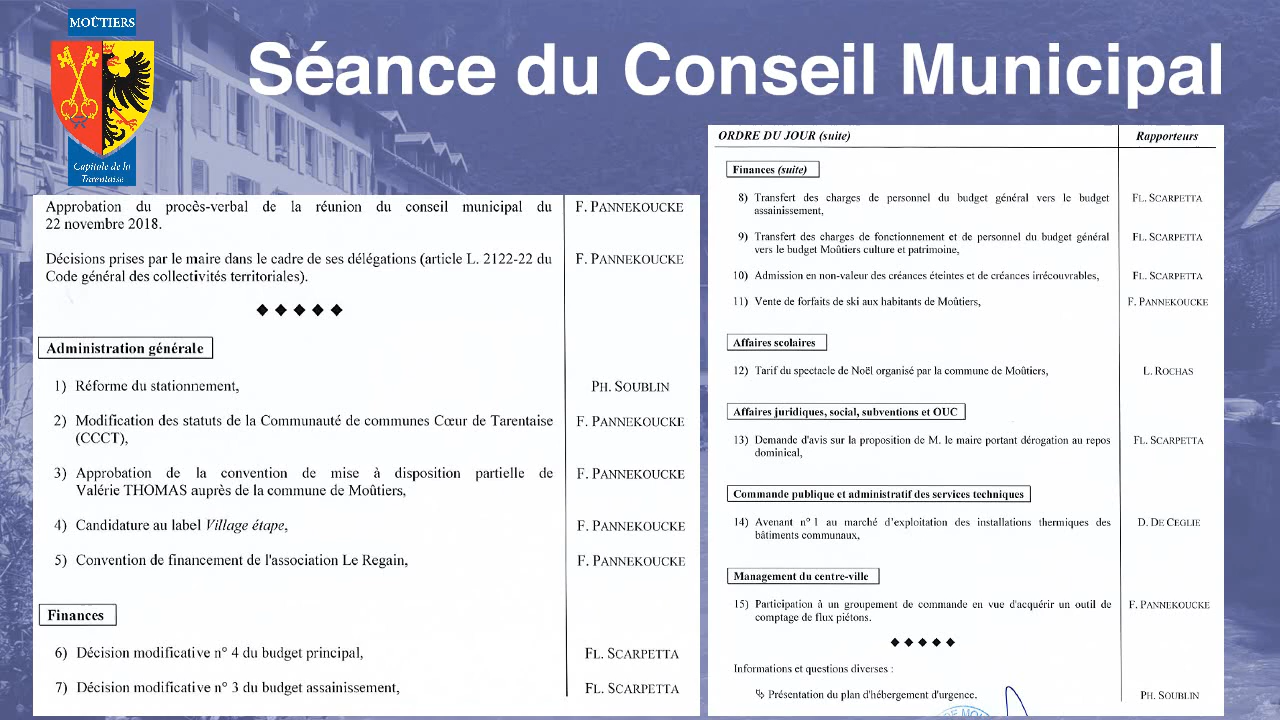 MOÛTIERS
Capitale de la
Tarentaise
Séance du Conseil Municipal
Approbation du procès-verbal de la réunion du conseil municipal du
22 novembre 2018.
F. PANNEKOUCKE
Décisions prises par le maire dans le cadre de ses délégations (article L. 2122-22 du
Code général des collectivités territoriales).
F. PANNEKOUCKE
Administration générale
1) Réforme du stationnement,
PH. SOUBLIN
2) Modification des statuts de la Communauté de communes Cœur de Tarentaise
(CCCT),
F. PANNEKOUCKE
3) Approbation de la convention de mise à disposition partielle de
Valérie THOMAS auprès de la commune de Moûtiers,
F. PANNEKOUCKE
4) Candidature au label Village étape,
F. PANNEKOUCKE
5) Convention de financement de l'association Le Regain,
F. PANNEKOUCKE
Finances
6) Décision modificative n° 4 du budget principal,
FL. SCARPETTA
7) Décision modificative n° 3 du budget assainissement,
FL. SCARPETTA
ORDRE DU JOUR (suite)
Rapporteurs
Finances (suite)
8) Transfert des charges de personnel du budget général vers le budget
assainissement,
FL. SCARPETTA
9) Transfert des charges de fonctionnement et de personnel du budget général
vers le budget Moûtiers culture et patrimoine,
FL. SCARPETTA
10) Admission en non-valeur des créances éteintes et de créances irrécouvrables,
FL. SCARPETTA
11) Vente de forfaits de ski aux habitants de Moûtiers,
F. PANNEKOUCKE
Affaires scolaires
12) Tarif du spectacle de Noël organisé par la commune de Moûtiers,
L. ROCHAS
Affaires juridiques, social, subventions et OUC
13) Demande d'avis sur la proposition de M. le maire portant dérogation au repos
dominical,
FL. SCARPETTA
Commande publique et administratif des services techniques
14) Avenant n° 1 au marché d'exploitation des installations thermiques des
bâtiments communaux,
D. DE CEGLIE
Management du centre-ville
15) Participation à un groupement de commande en vue d'acquérir un outil de
comptage de flux piétons.
F. PANNEKOUCKE
Informations et questions diverses :
Présentation du plan d'hébergement d'urgence.
PH. SOUBLIN